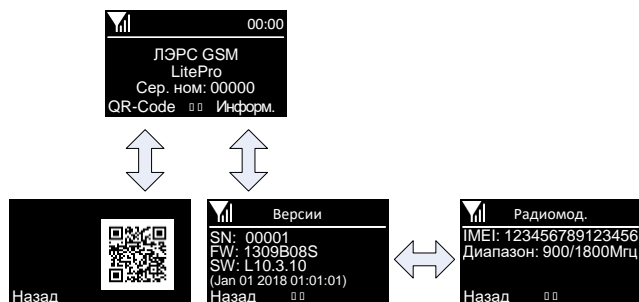 00:00
ЛЭРС GSM
LitePro
Сер. ном: 00000
QR-Code Информ.
Назад
Версии
SN: 00001
FW: 1309B08S
SW: L10.3.10
(Jan 01 2018 01:01:01)
Назад
Радиомод.
IMEI: 123456789123456
Диапазон: 900/1800Мгц
Назад